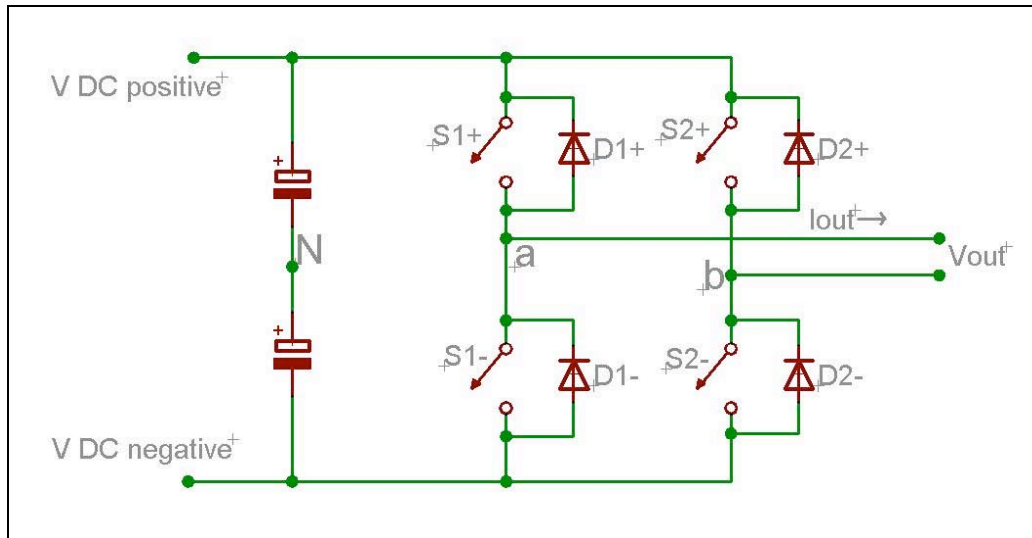 V DC positive
S1+
D1+
S2+
D2+
Iout
N
a
b
Vout
S1-
D1-
S2-
D2-
V DC negative